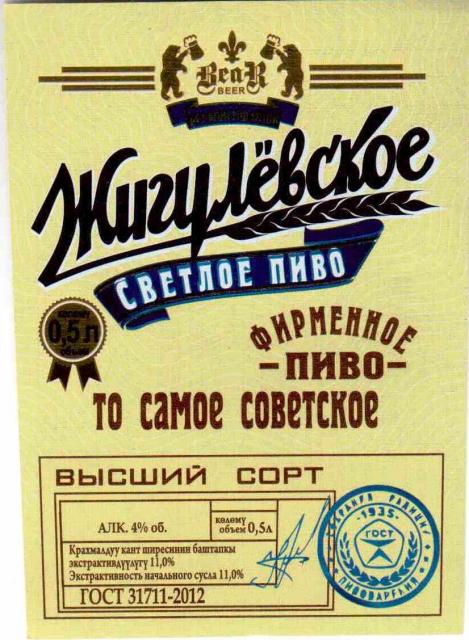 BeaR
BEER
Жигулёвское
СВЕТЛОЕ ПИВО
көлөмү
0,5 л
объем
ФИРМЕННОЕ
–ПИВО–
ТО САМОЕ СОВЕТСКОЕ
ВЫСШИЙ СОРТ
АЛК. 4% об.
көлөмү
объем 0,5л
Крахмалдуу кант ширесинин баштапкы
экстрактивдүүлүгү 11,0%
Экстрактивность начального сусла 11,0%
ГОСТ 31711-2012
·1935·
ГОСТ
ПИВОВАРЕНИЯ